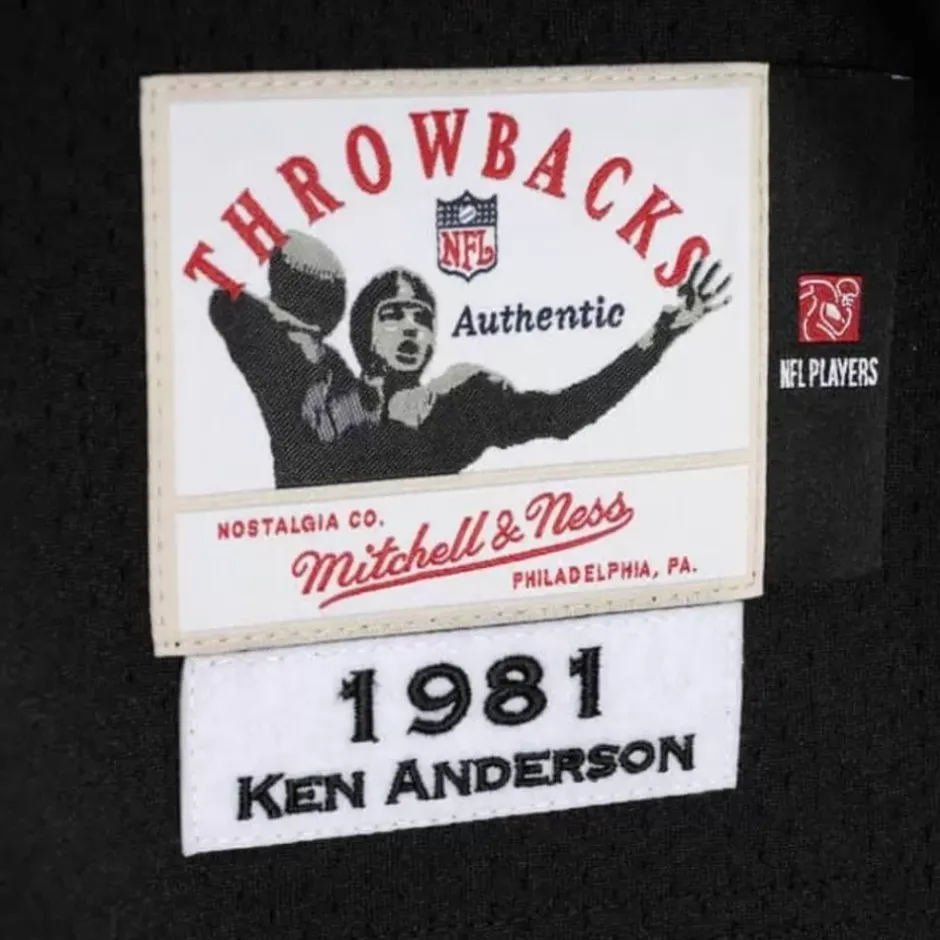 THROWBACKS
NFL
Authentic
NFL PLAYERS
NOSTALGIA CO.
Mitchell & Ness
PHILADELPHIA, PA.
1981
KEN ANDERSON